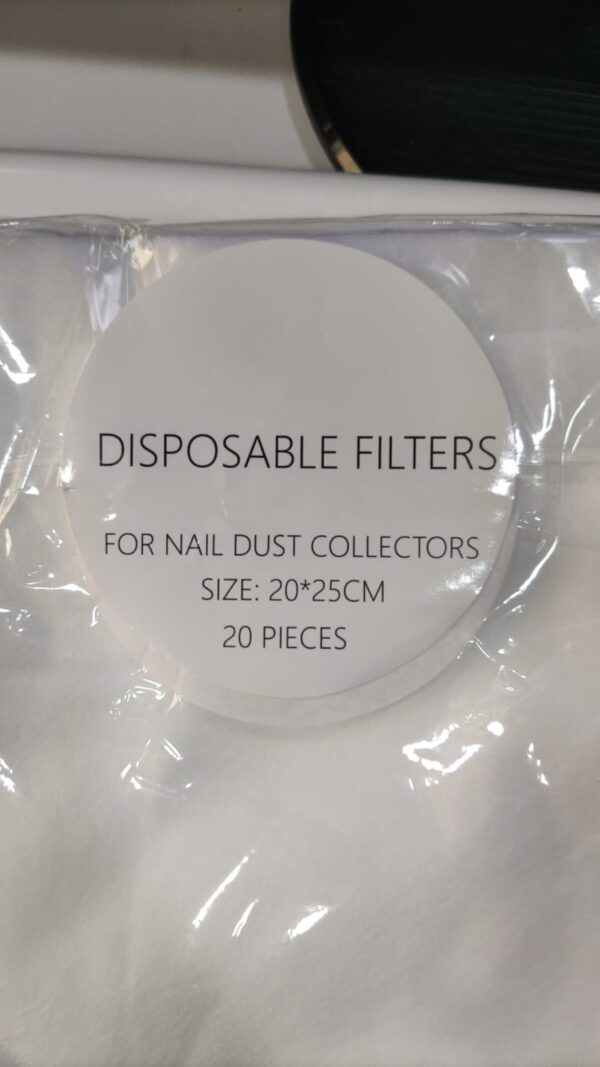 DISPOSABLE FILTERS
FOR NAIL DUST COLLECTORS
SIZE: 20*25CM
20 PIECES